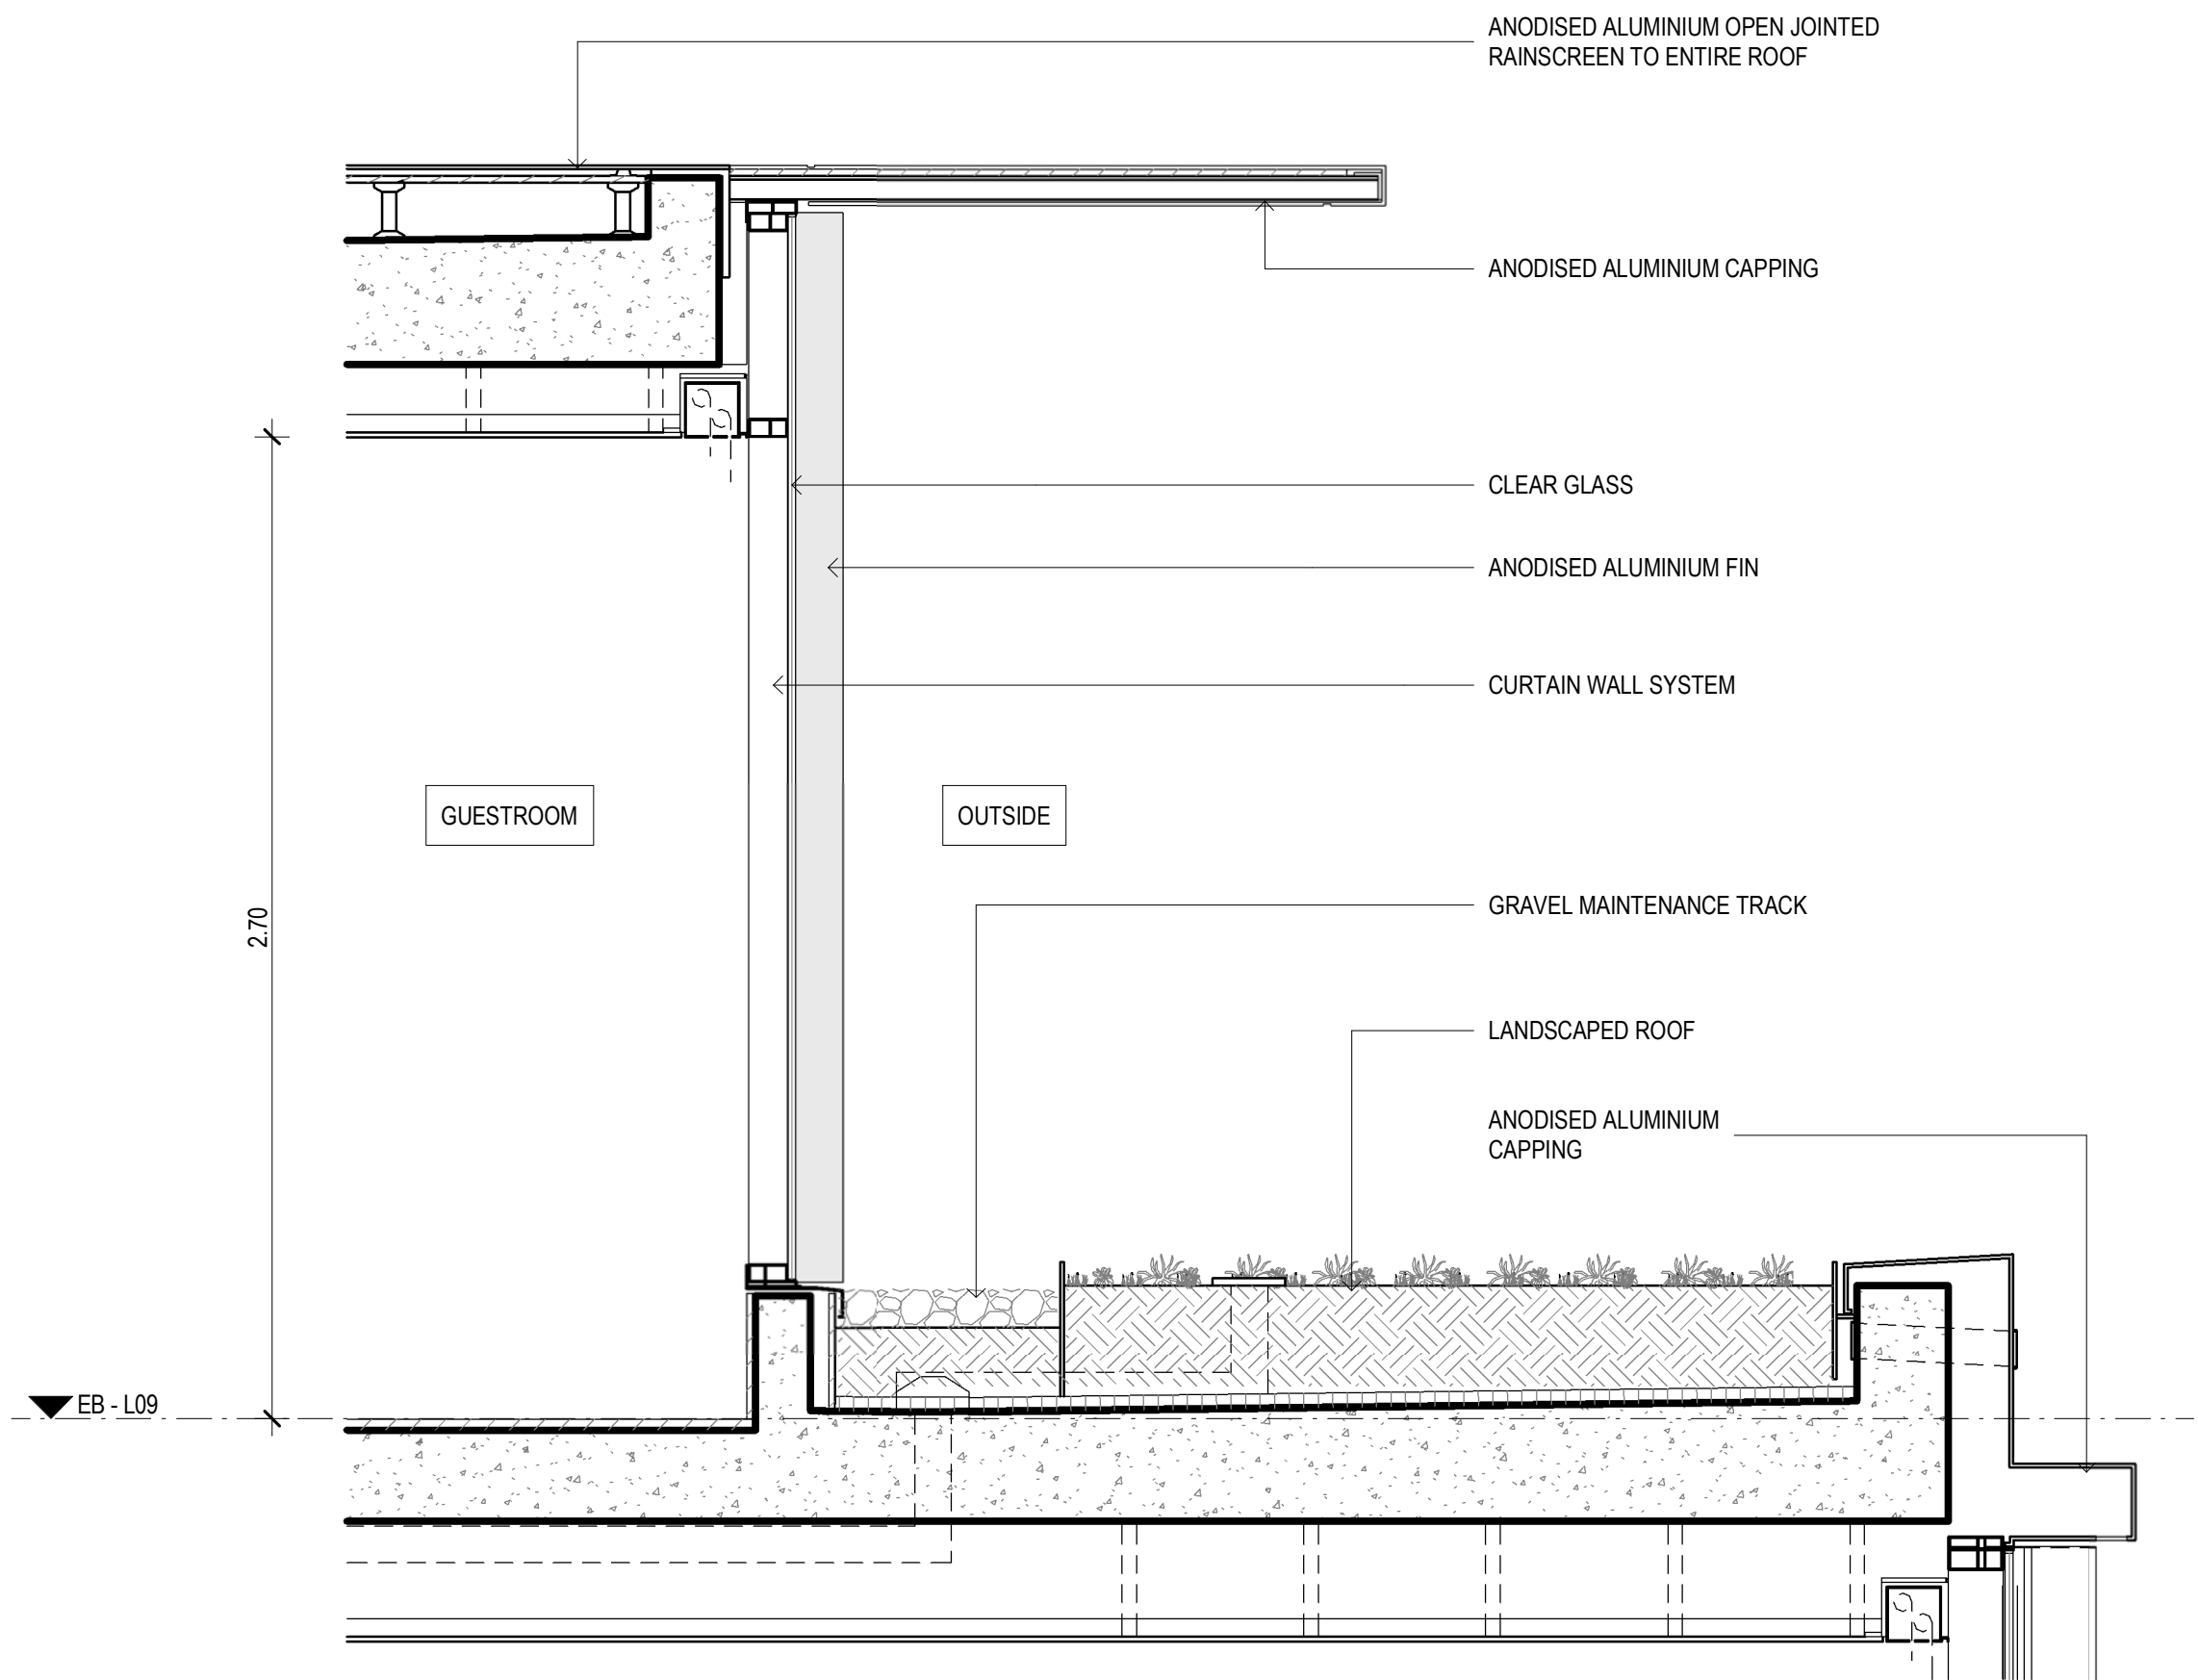 ANODISED ALUMINIUM OPEN JOINTED
RAINSCREEN TO ENTIRE ROOF
ANODISED ALUMINIUM CAPPING
CLEAR GLASS
ANODISED ALUMINIUM FIN
CURTAIN WALL SYSTEM
GUESTROOM
OUTSIDE
2.70
GRAVEL MAINTENANCE TRACK
LANDSCAPED ROOF
ANODISED ALUMINIUM
CAPPING
EB - L09